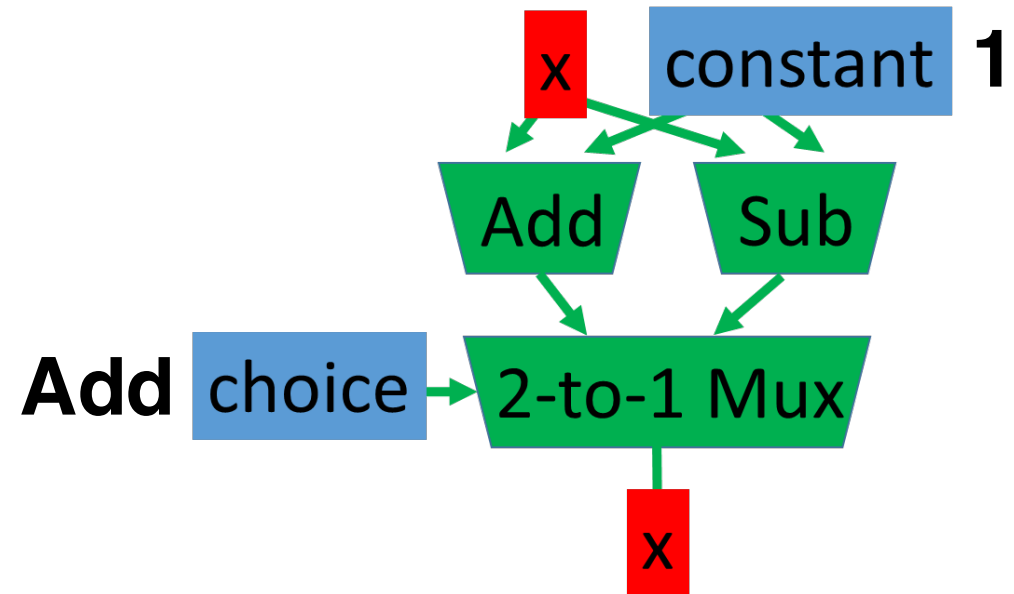 x
constant 1
Add
Sub
Add choice
2-to-1 Mux
x